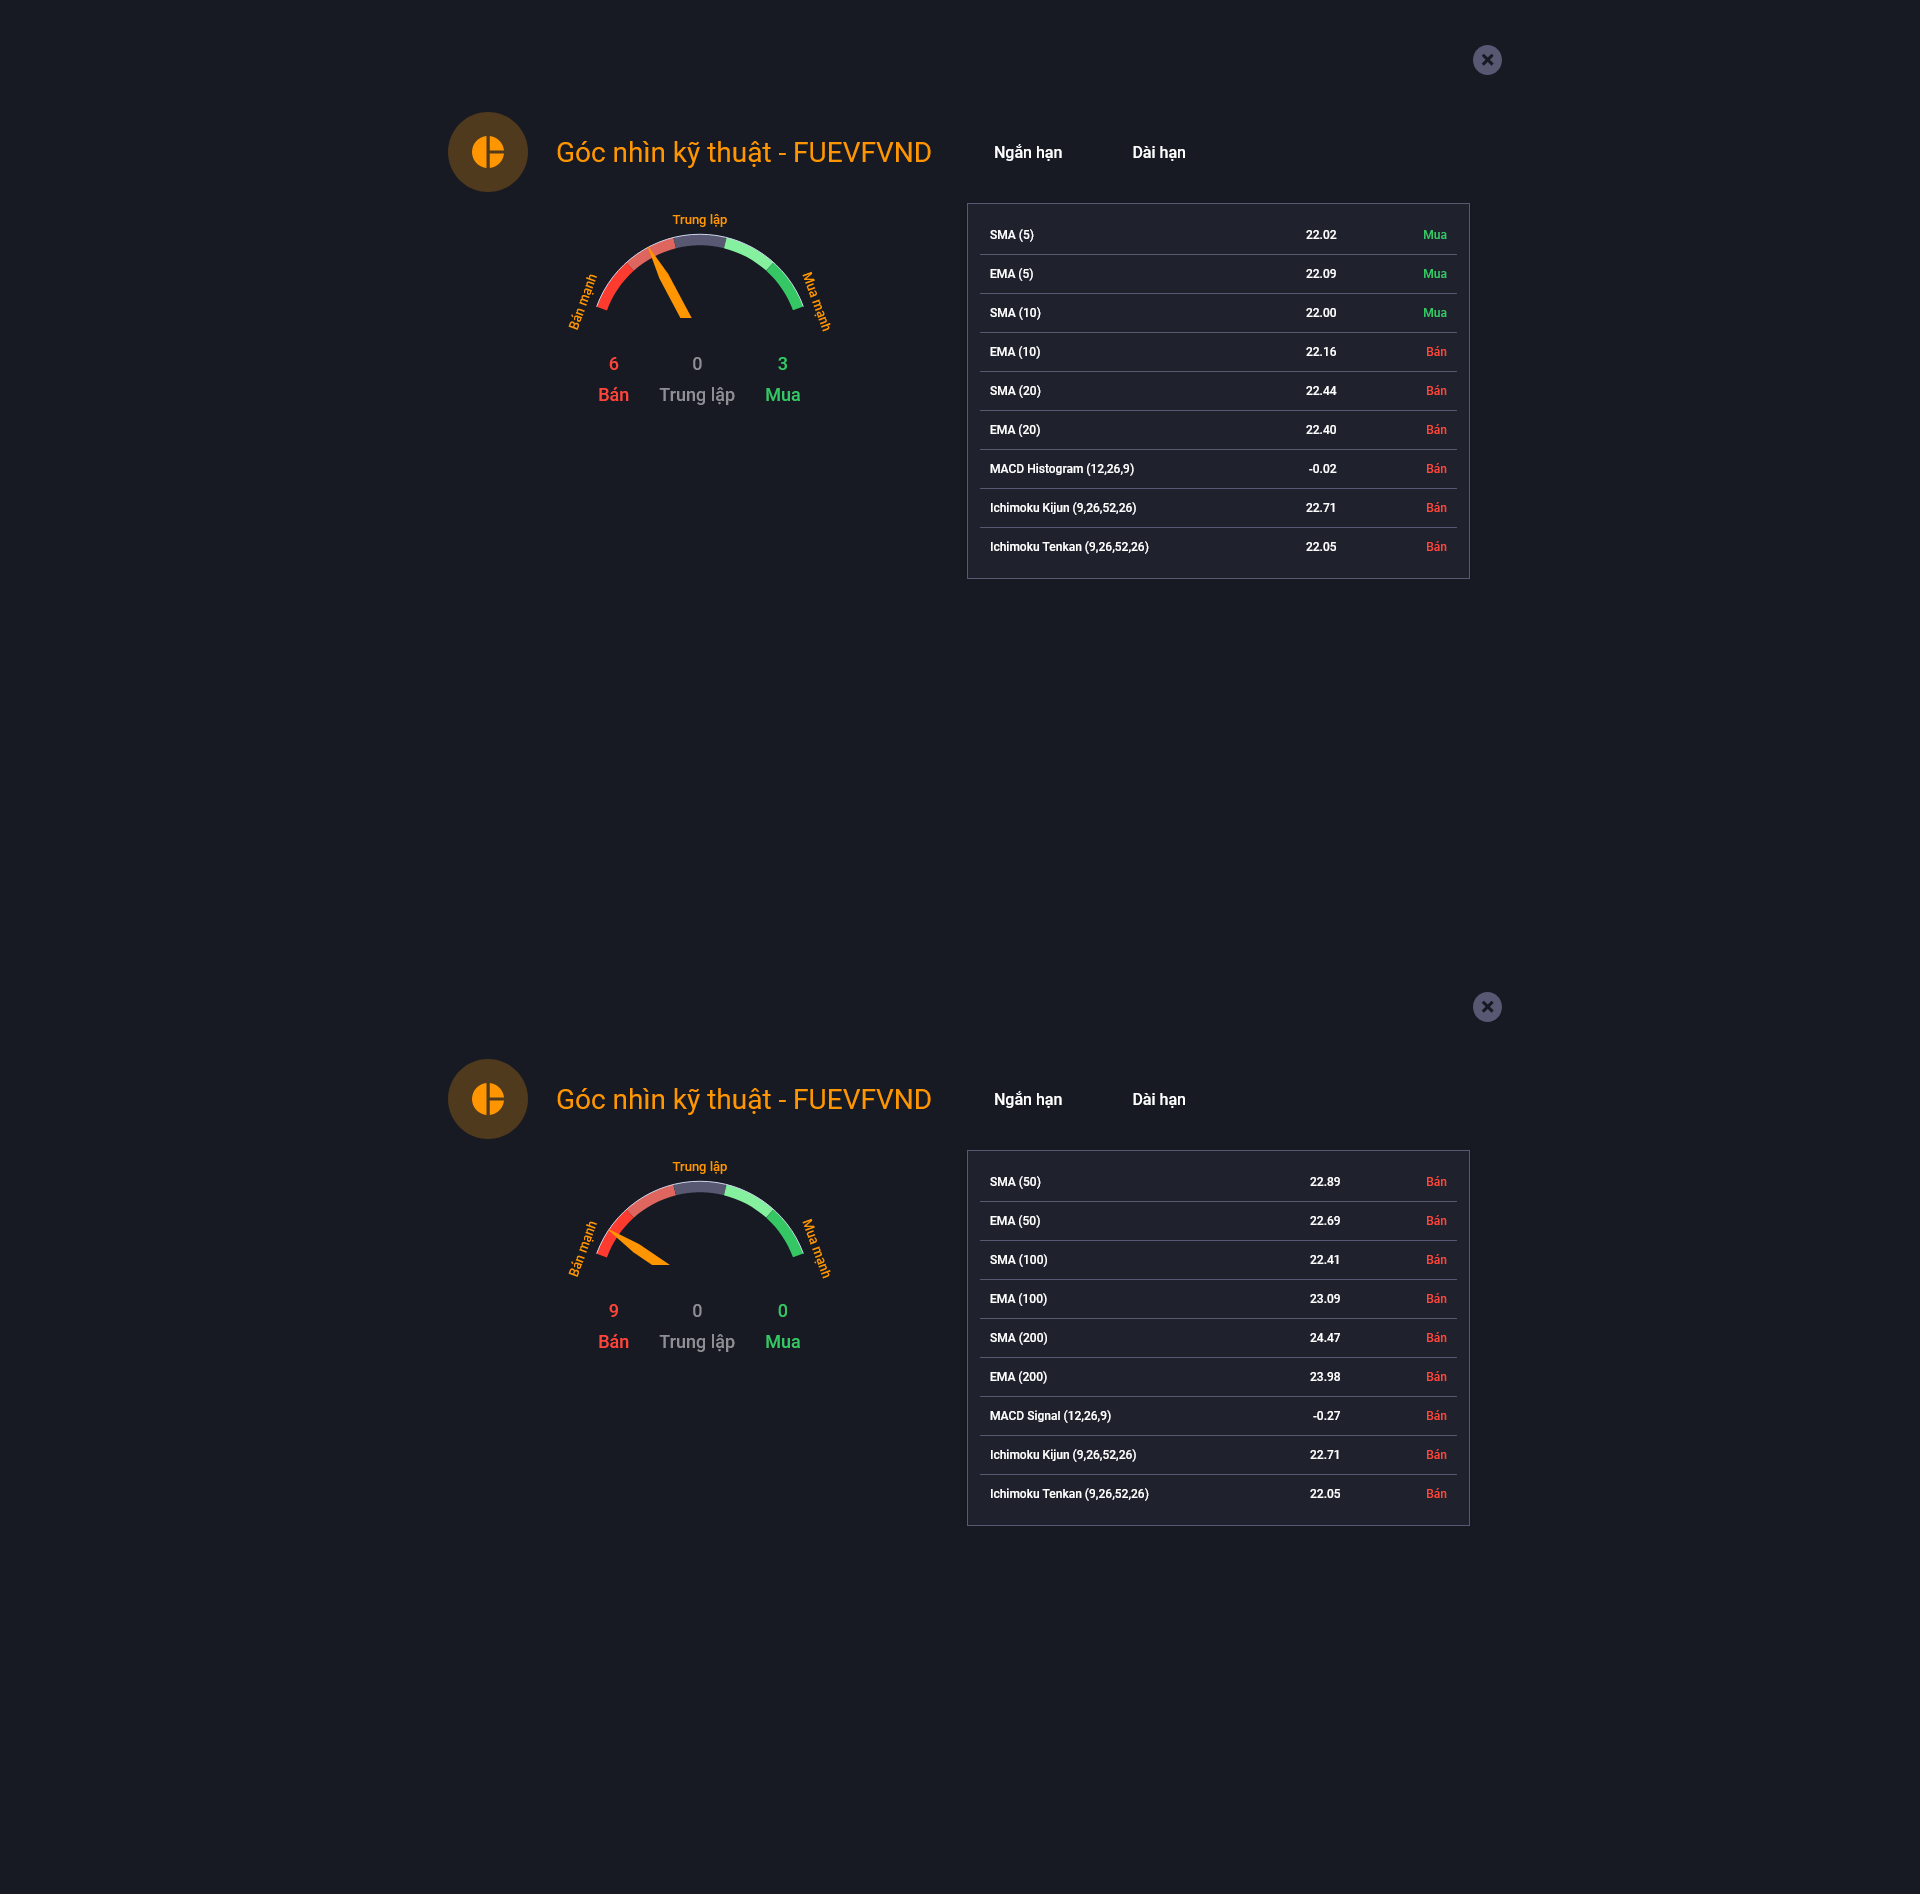 Góc nhìn kỹ thuật - FUEVFVND
Ngắn hạn Dài hạn
Trung lập
Bán mạnh
Mua mạnh
6 0 3
Bán Trung lập Mua
SMA (5) 22.02 Mua
EMA (5) 22.09 Mua
SMA (10) 22.00 Mua
EMA (10) 22.16 Bán
SMA (20) 22.44 Bán
EMA (20) 22.40 Bán
MACD Histogram (12,26,9) -0.02 Bán
Ichimoku Kijun (9,26,52,26) 22.71 Bán
Ichimoku Tenkan (9,26,52,26) 22.05 Bán
Góc nhìn kỹ thuật - FUEVFVND
Ngắn hạn Dài hạn
Trung lập
Bán mạnh
Mua mạnh
9 0 0
Bán Trung lập Mua
SMA (50) 22.89 Bán
EMA (50) 22.69 Bán
SMA (100) 22.41 Bán
EMA (100) 23.09 Bán
SMA (200) 24.47 Bán
EMA (200) 23.98 Bán
MACD Signal (12,26,9) -0.27 Bán
Ichimoku Kijun (9,26,52,26) 22.71 Bán
Ichimoku Tenkan (9,26,52,26) 22.05 Bán